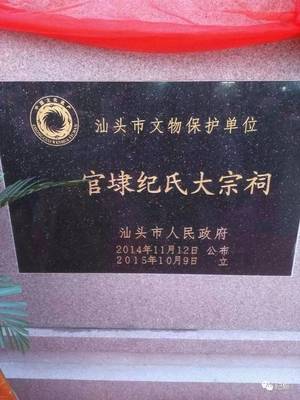 汕头市文物保护单位
官埭纪氏大宗祠
汕头市人民政府
2014年11月12日 公布
2015年10月9日 立